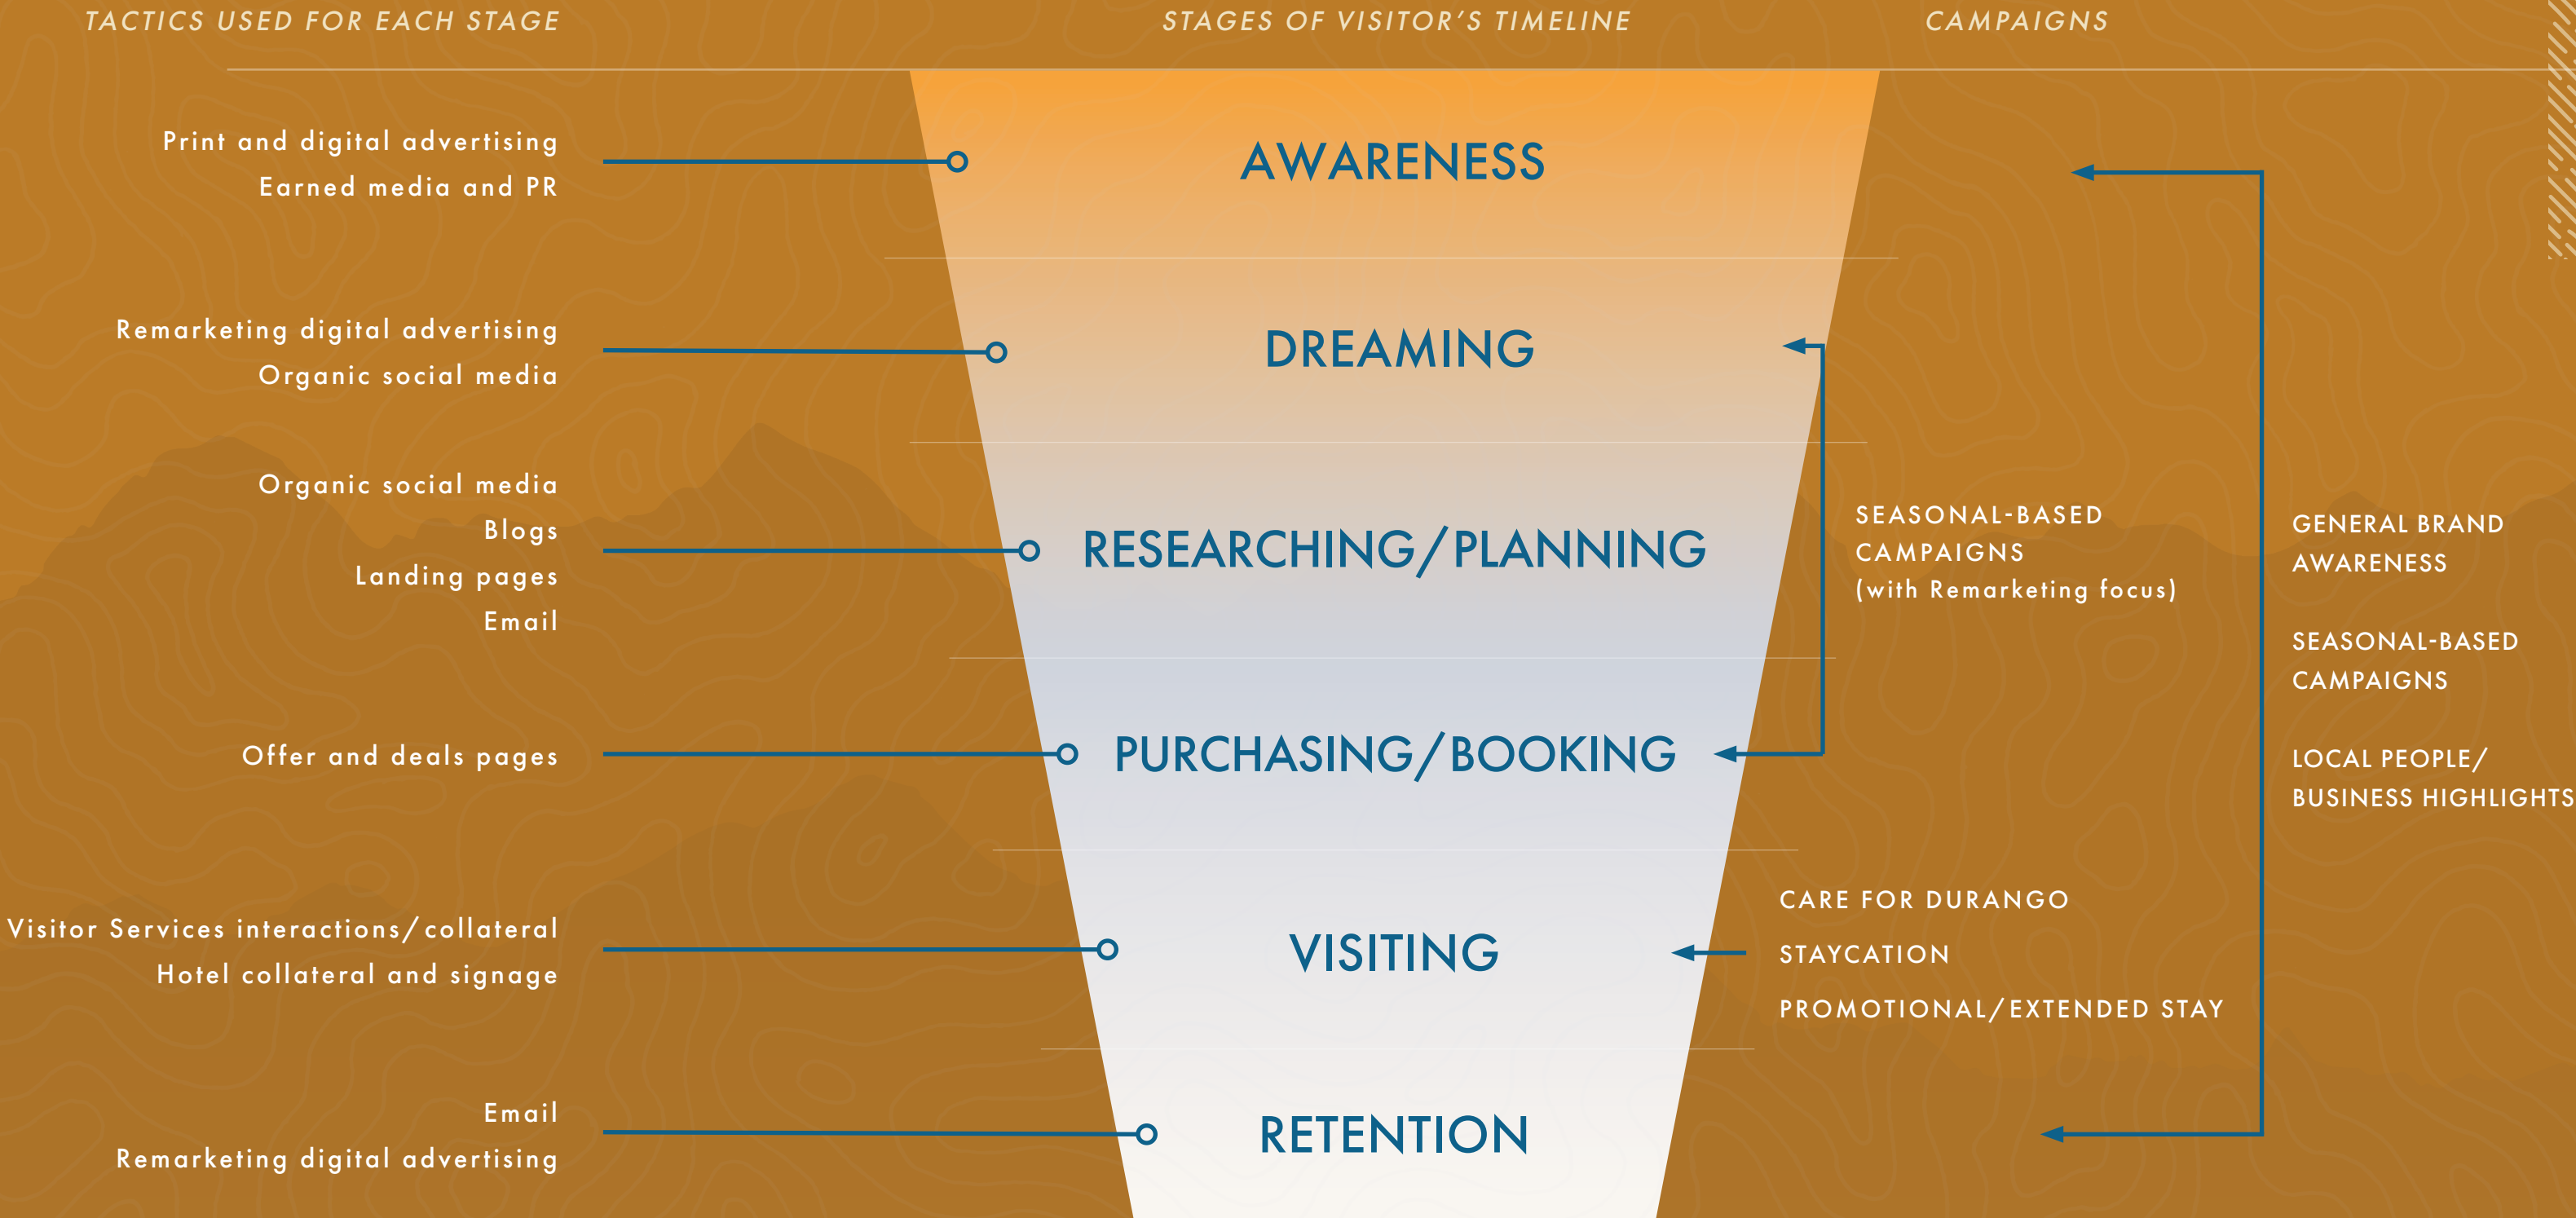 TACTICS USED FOR EACH STAGE
STAGES OF VISITOR’S TIMELINE
CAMPAIGNS
Print and digital advertising
Earned media and PR
AWARENESS
Remarketing digital advertising
Organic social media
DREAMING
Organic social media
Blogs
Landing pages
Email
RESEARCHING/PLANNING
SEASONAL-BASED
CAMPAIGNS
(with Remarketing focus)
GENERAL BRAND
AWARENESS
SEASONAL-BASED
CAMPAIGNS
LOCAL PEOPLE/
BUSINESS HIGHLIGHTS
Offer and deals pages
PURCHASING/BOOKING
Visitor Services interactions/collateral
Hotel collateral and signage
VISITING
CARE FOR DURANGO
STAYCATION
PROMOTIONAL/EXTENDED STAY
Email
Remarketing digital advertising
RETENTION